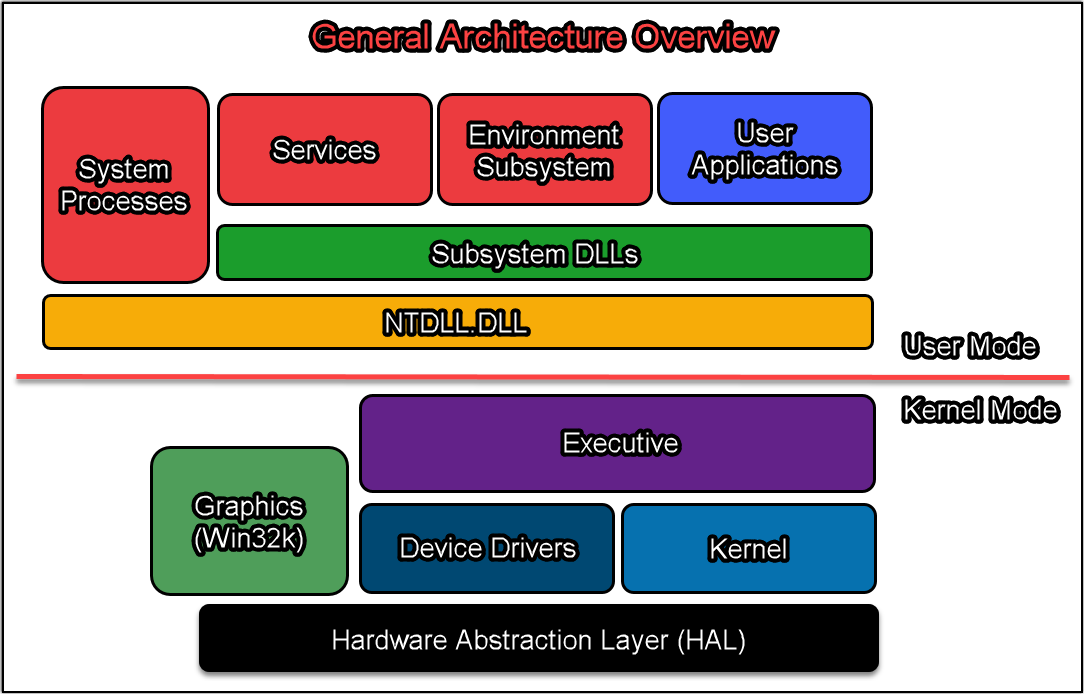 General Architecture Overview
System
Processes
Services
Environment
Subsystem
User
Applications
Subsystem DLLs
NTDLL.DLL
User Mode
Kernel Mode
Executive
Graphics
(Win32k)
Device Drivers
Kernel
Hardware Abstraction Layer (HAL)